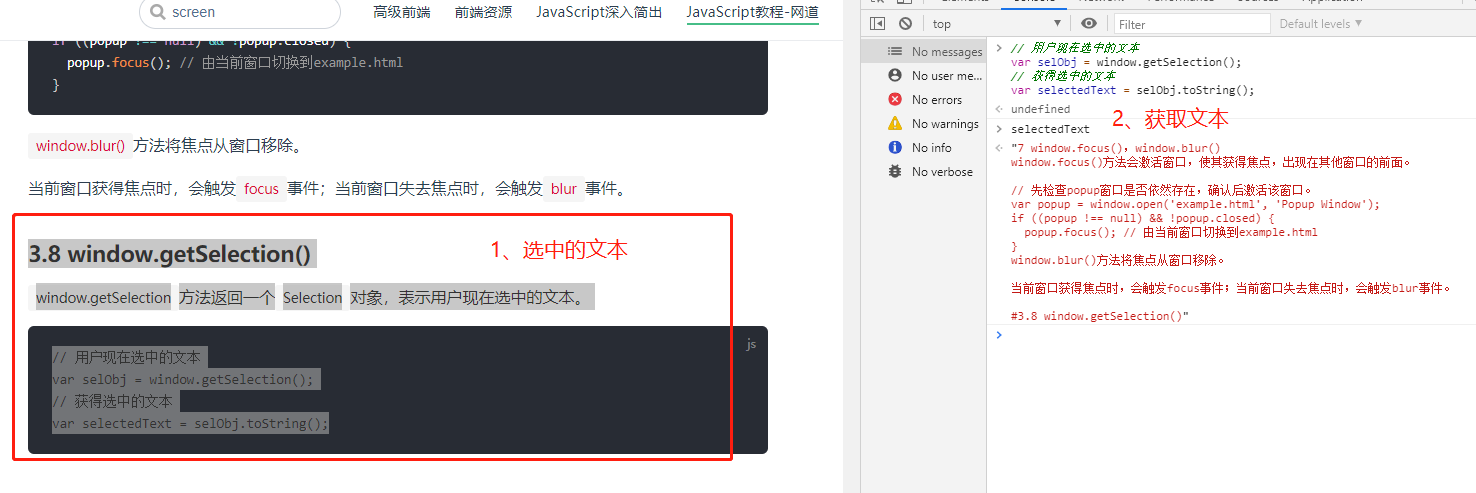 screen
高级前端
前端资源
JavaScript深入简出
JavaScript教程-网道
if ((popup !== null) && !popup.closed) {
popup.focus(); // 由当前窗口切换到example.html
}
window.blur()方法将焦点从窗口移除。
当前窗口获得焦点时，会触发focus事件；当前窗口失去焦点时，会触发blur事件。
3.8 window.getSelection()
1、选中的文本
window.getSelection 方法返回一个 Selection 对象，表示用户现在选中的文本。
js
// 用户现在选中的文本
var selObj = window.getSelection();
// 获得选中的文本
var selectedText = selObj.toString();
top
Filter
Default levels
No messages
No user me...
No errors
No warnings
No info
No verbose
// 用户现在选中的文本
var selObj = window.getSelection();
// 获得选中的文本
var selectedText = selObj.toString();
undefined
2、获取文本
selectedText
"7 window.focus()，window.blur()
window.focus()方法会激活窗口，使其获得焦点，出现在其他窗口的前面。
// 先检查popup窗口是否依然存在，确认后激活该窗口。
var popup = window.open('example.html', 'Popup Window');
if ((popup !== null) && !popup.closed) {
popup.focus(); // 由当前窗口切换到example.html
}
window.blur()方法将焦点从窗口移除。
当前窗口获得焦点时，会触发focus事件；当前窗口失去焦点时，会触发blur事件。
#3.8 window.getSelection()"